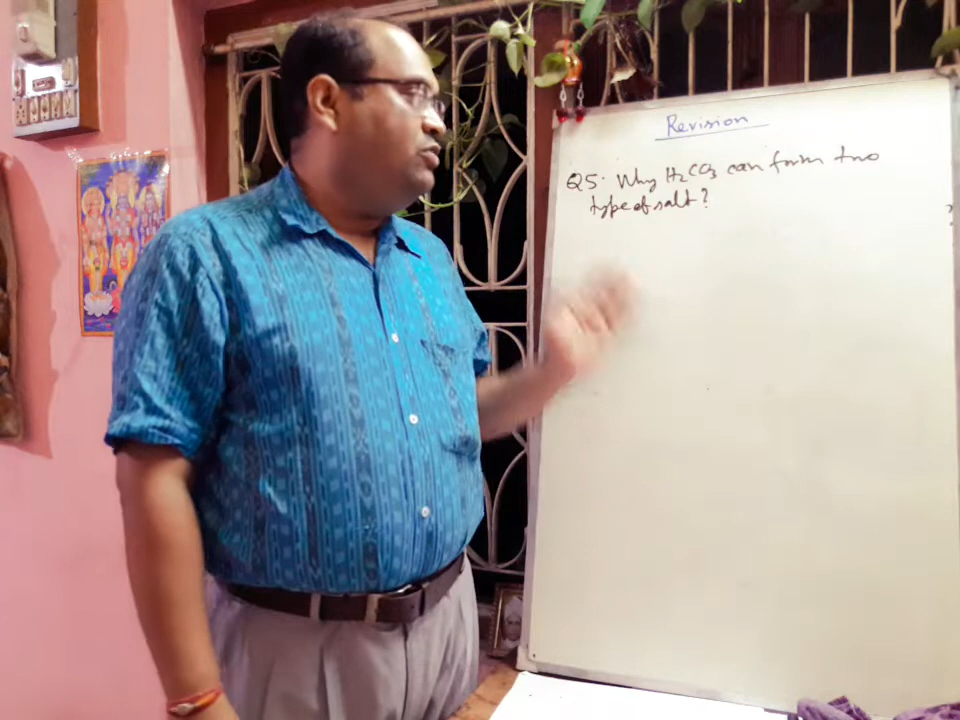 Revision
Q5. Why H₂CO₃ can form two
type of salt?
?